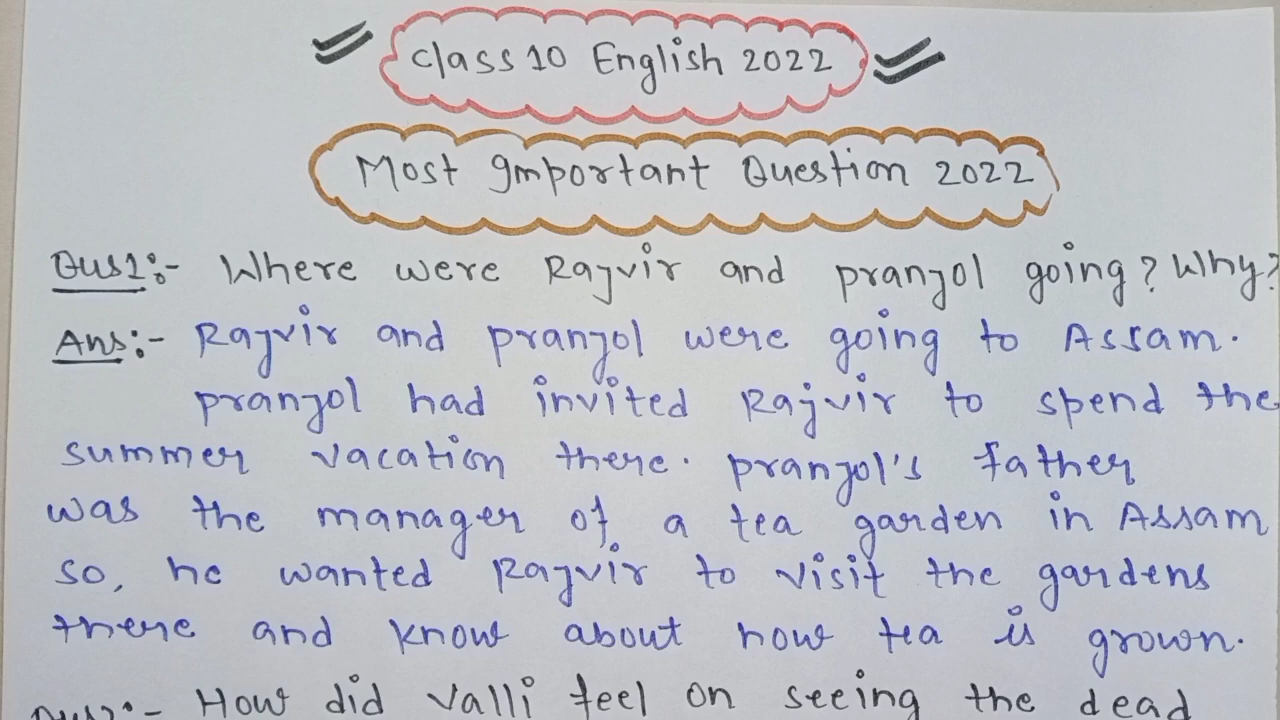 Class 10 English 2022
Most Important Question 2022
Qus1:- Where were Rajvir and pranjol going? Why?
Ans:- Rajvir and pranjol were going to Assam.
pranjol had invited Rajvir to spend the
summer vacation there. pranjol's father
was the manager of a tea garden in Assam
so, he wanted Rajvir to visit the gardens
there and know about how tea is grown.
Qus2:- How did Valli feel on seeing the dead